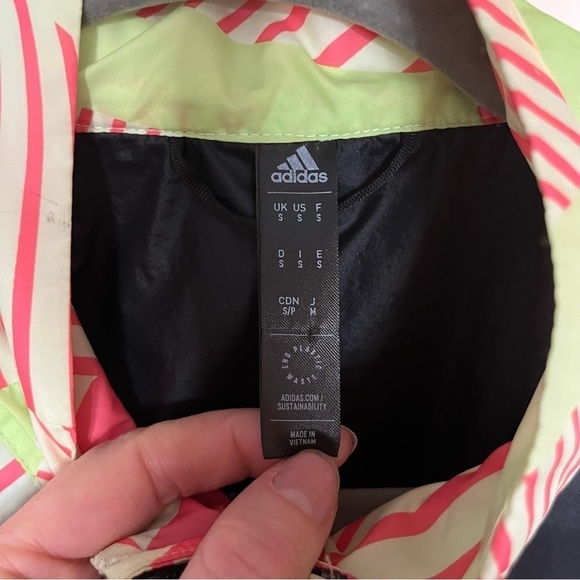 adidas
UK US F
S S S
D I E
S S S
CDN J
S/P M
END PLASTIC WASTE
ADIDAS.COM/
SUSTAINABILITY
MADE IN
VIETNAM